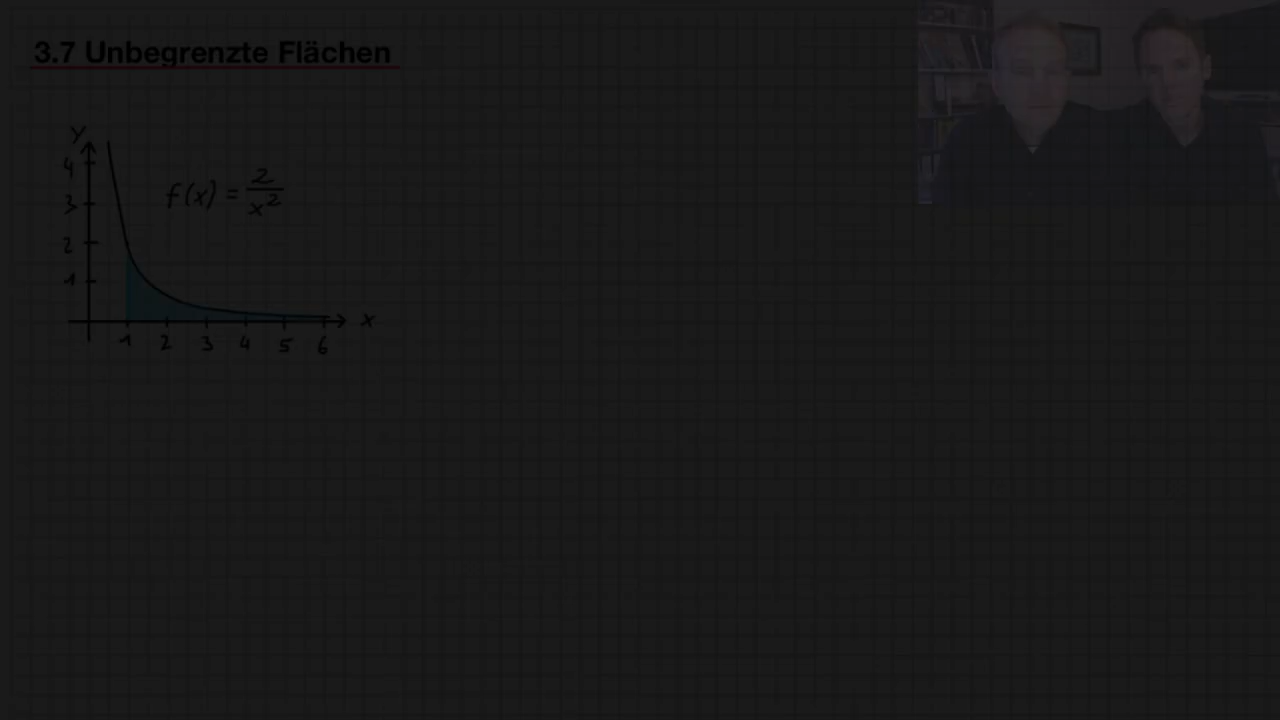 3.7 Unbegrenzte Flächen
y
4
3
2
1
f(x) = 2/x²
x
1 2 3 4 5 6